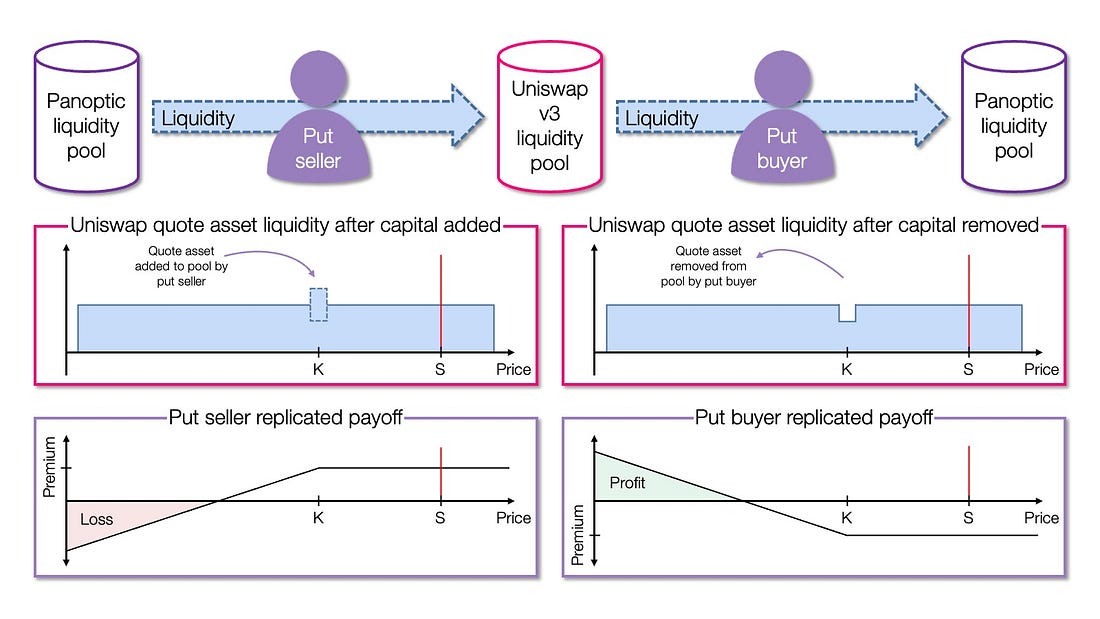 Panoptic
liquidity
pool
Liquidity
Put
seller
Uniswap
v3
liquidity
pool
Liquidity
Put
buyer
Panoptic
liquidity
pool
Uniswap quote asset liquidity after capital added
Quote asset
added to pool by
put seller
K
S
Price
Uniswap quote asset liquidity after capital removed
Quote asset
removed from
pool by put buyer
K
S
Price
Put seller replicated payoff
Premium
Loss
K
S
Price
Put buyer replicated payoff
Profit
Premium
K
S
Price